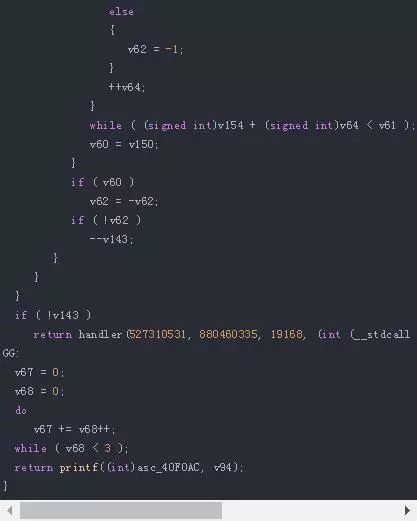 else
{
v62 = -1;
}
++v64;
}
while ( (signed int)v154 + (signed int)v64 < v61 );
v60 = v150;
}
if ( v60 )
v62 = -v62;
if ( !v62 )
--v143;
}
}
}
if ( !v143 )
return handler(527310531, 880460335, 19168, (int (__stdcall
GG:
v67 = 0;
v68 = 0;
do
v67 += v68++;
while ( v68 < 3 );
return printf((int)asc_40F0AC, v94);
}